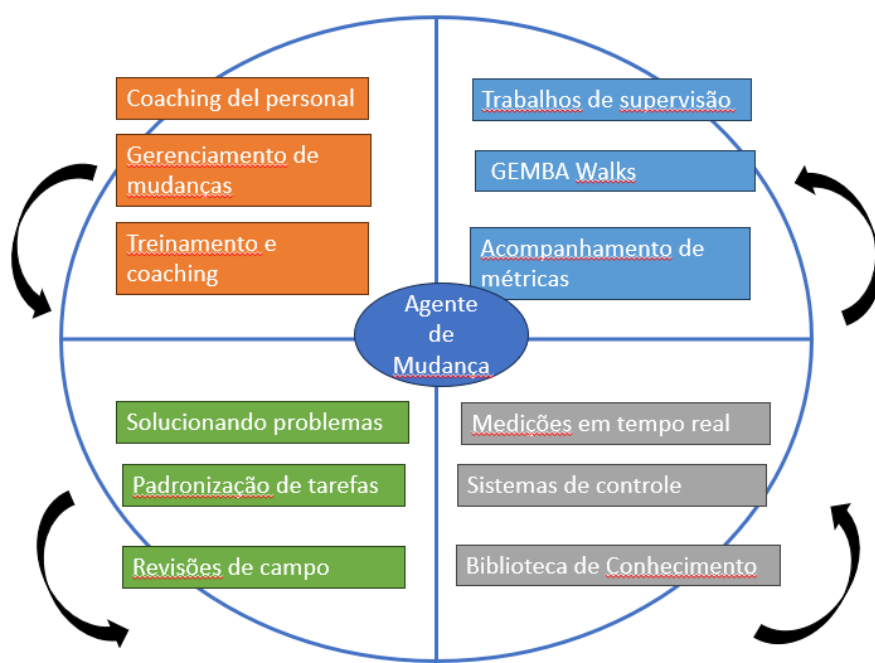 Coaching del personal
Gerenciamento de
mudanças
Treinamento e
coaching
Trabalhos de supervisão
GEMBA Walks
Acompanhamento de
métricas
Agente
de
Mudança
Solucionando problemas
Padronização de tarefas
Revisões de campo
Medições em tempo real
Sistemas de controle
Biblioteca de Conhecimento